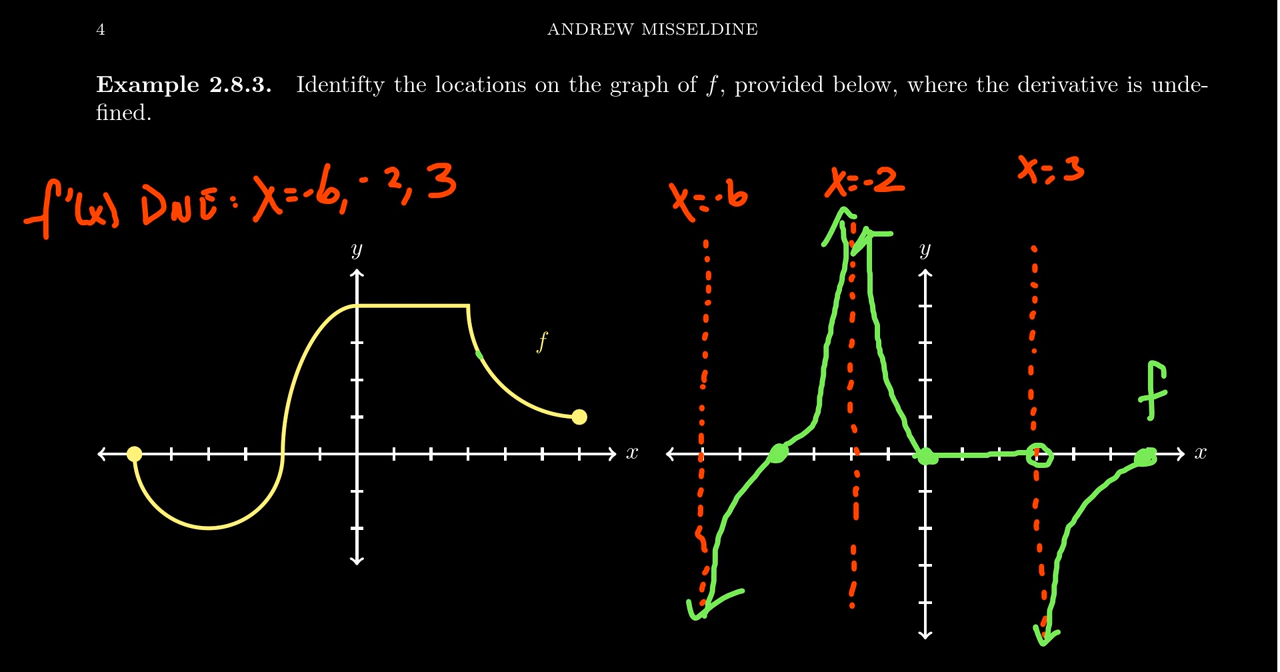 4
ANDREW MISSELDINE
Example 2.8.3. Identifty the locations on the graph of f, provided below, where the derivative is unde-
fined.
f'(x) DNE: X=-6, -2, 3
X=-6
X=-2
X=3
y
f
x
y
f
x